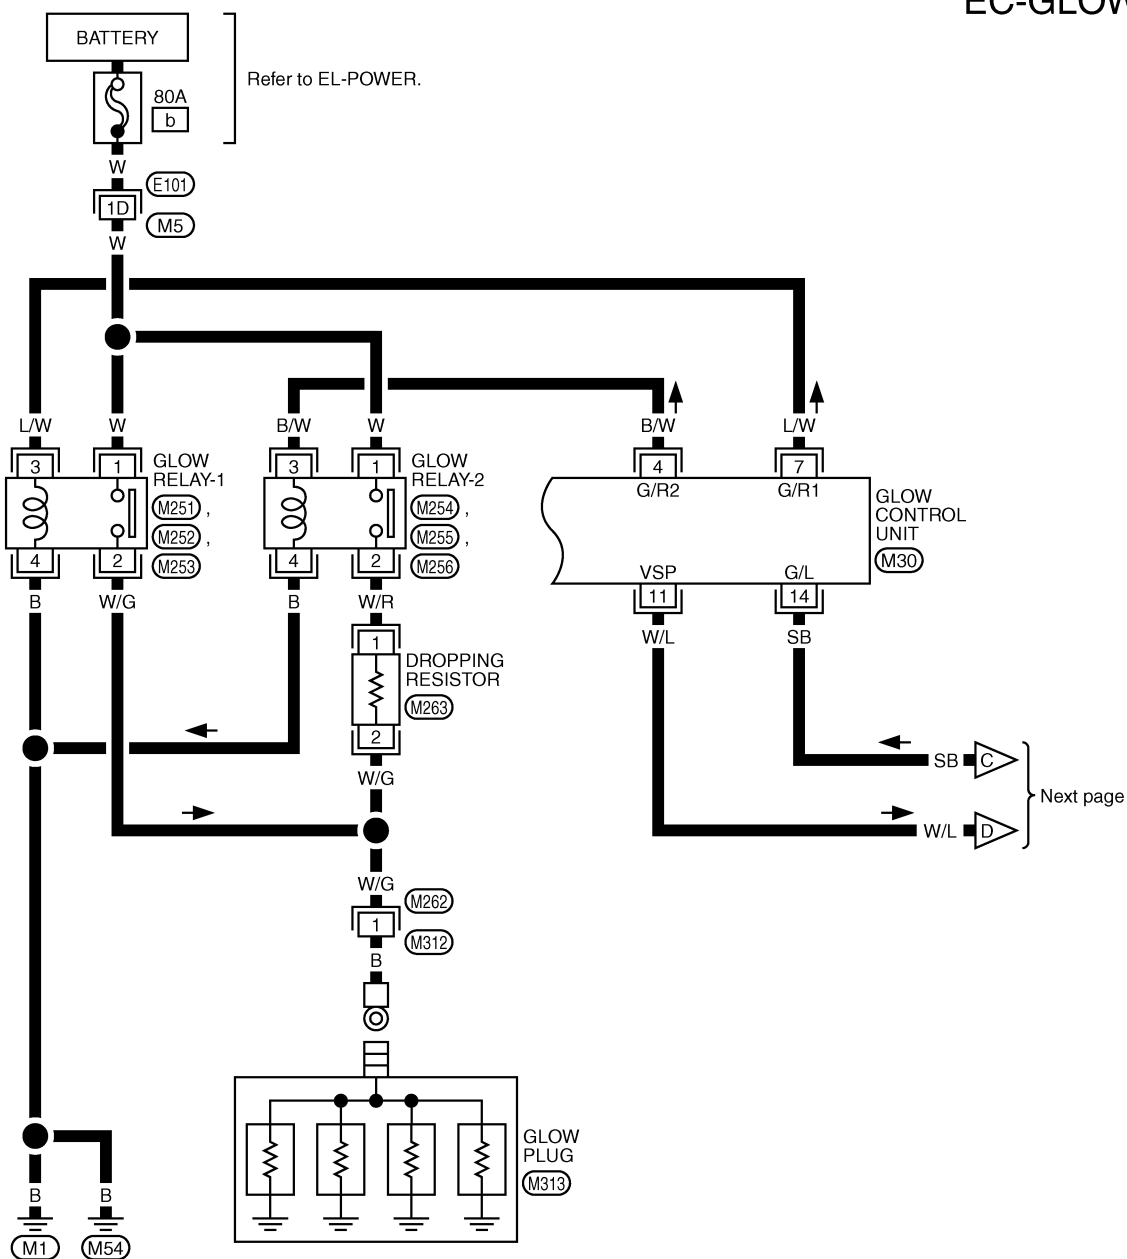 EC-GLOW
BATTERY
Refer to EL-POWER.
80A
b
W
E101
1D
M5
W
L/W
W
B/W
W
B/W
L/W
3
1
GLOW
RELAY-1
M251 ,
M252 ,
M253
3
1
GLOW
RELAY-2
M254 ,
M255 ,
M256
4
7
G/R2
G/R1
GLOW
CONTROL
UNIT
M30
4
2
4
2
VSP
G/L
11
14
B
W/G
B
W/R
W/L
SB
1
DROPPING
RESISTOR
M263
2
W/G
SB
C
Next page
W/L
D
W/G
M262
1
M312
B
GLOW
PLUG
M313
B
B
M1
M54